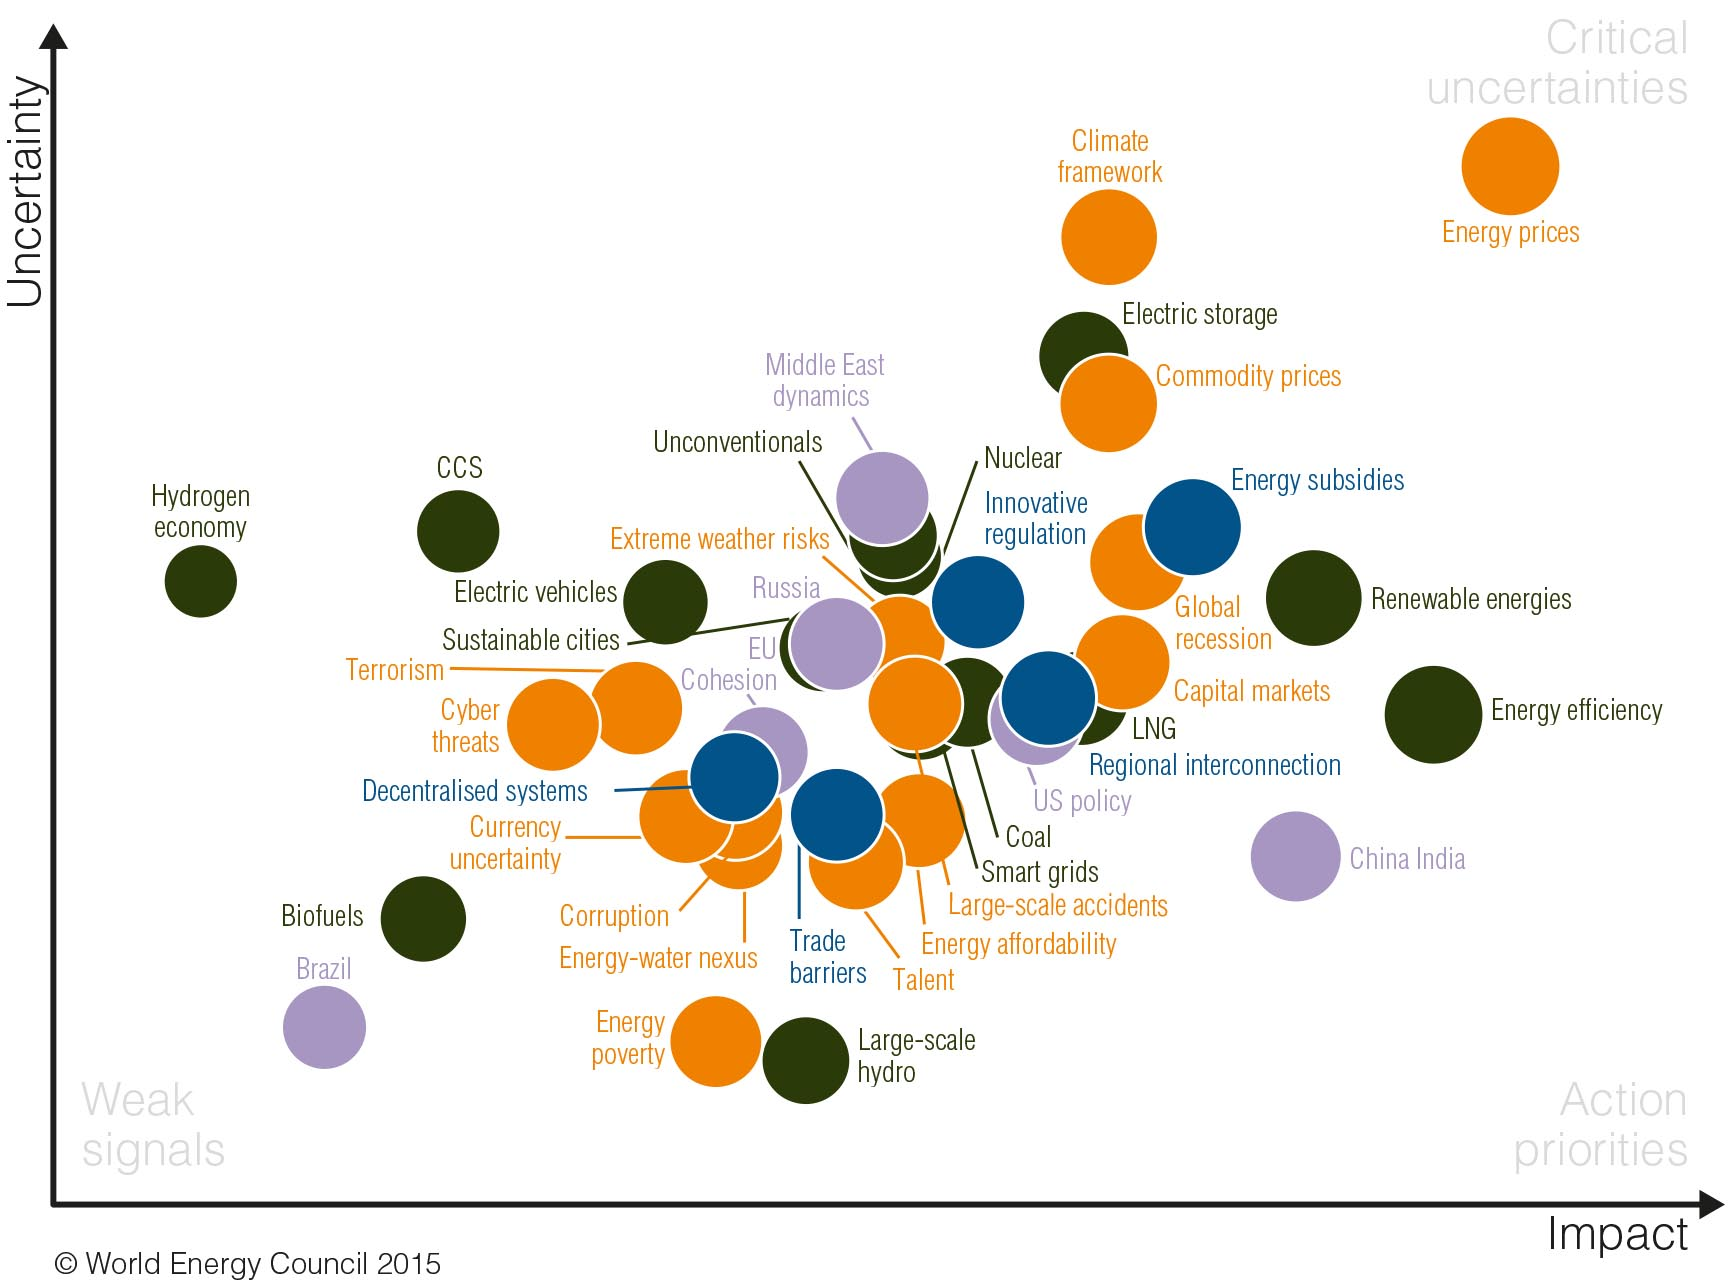 Critical
uncertainties
Uncertainty
Climate
framework
Energy prices
Electric storage
Middle East
dynamics
Commodity prices
Unconventionals
Nuclear
CCS
Energy subsidies
Hydrogen
economy
Innovative
regulation
Extreme weather risks
Russia
Electric vehicles
Global
recession
Renewable energies
Sustainable cities
EU
Cohesion
Terrorism
Capital markets
Cyber
threats
Energy efficiency
LNG
Regional interconnection
Decentralised systems
US policy
Currency
uncertainty
Coal
China India
Smart grids
Large-scale accidents
Biofuels
Corruption
Trade
barriers
Energy affordability
Energy-water nexus
Brazil
Talent
Energy
poverty
Large-scale
hydro
Weak
signals
Action
priorities
Impact
© World Energy Council 2015